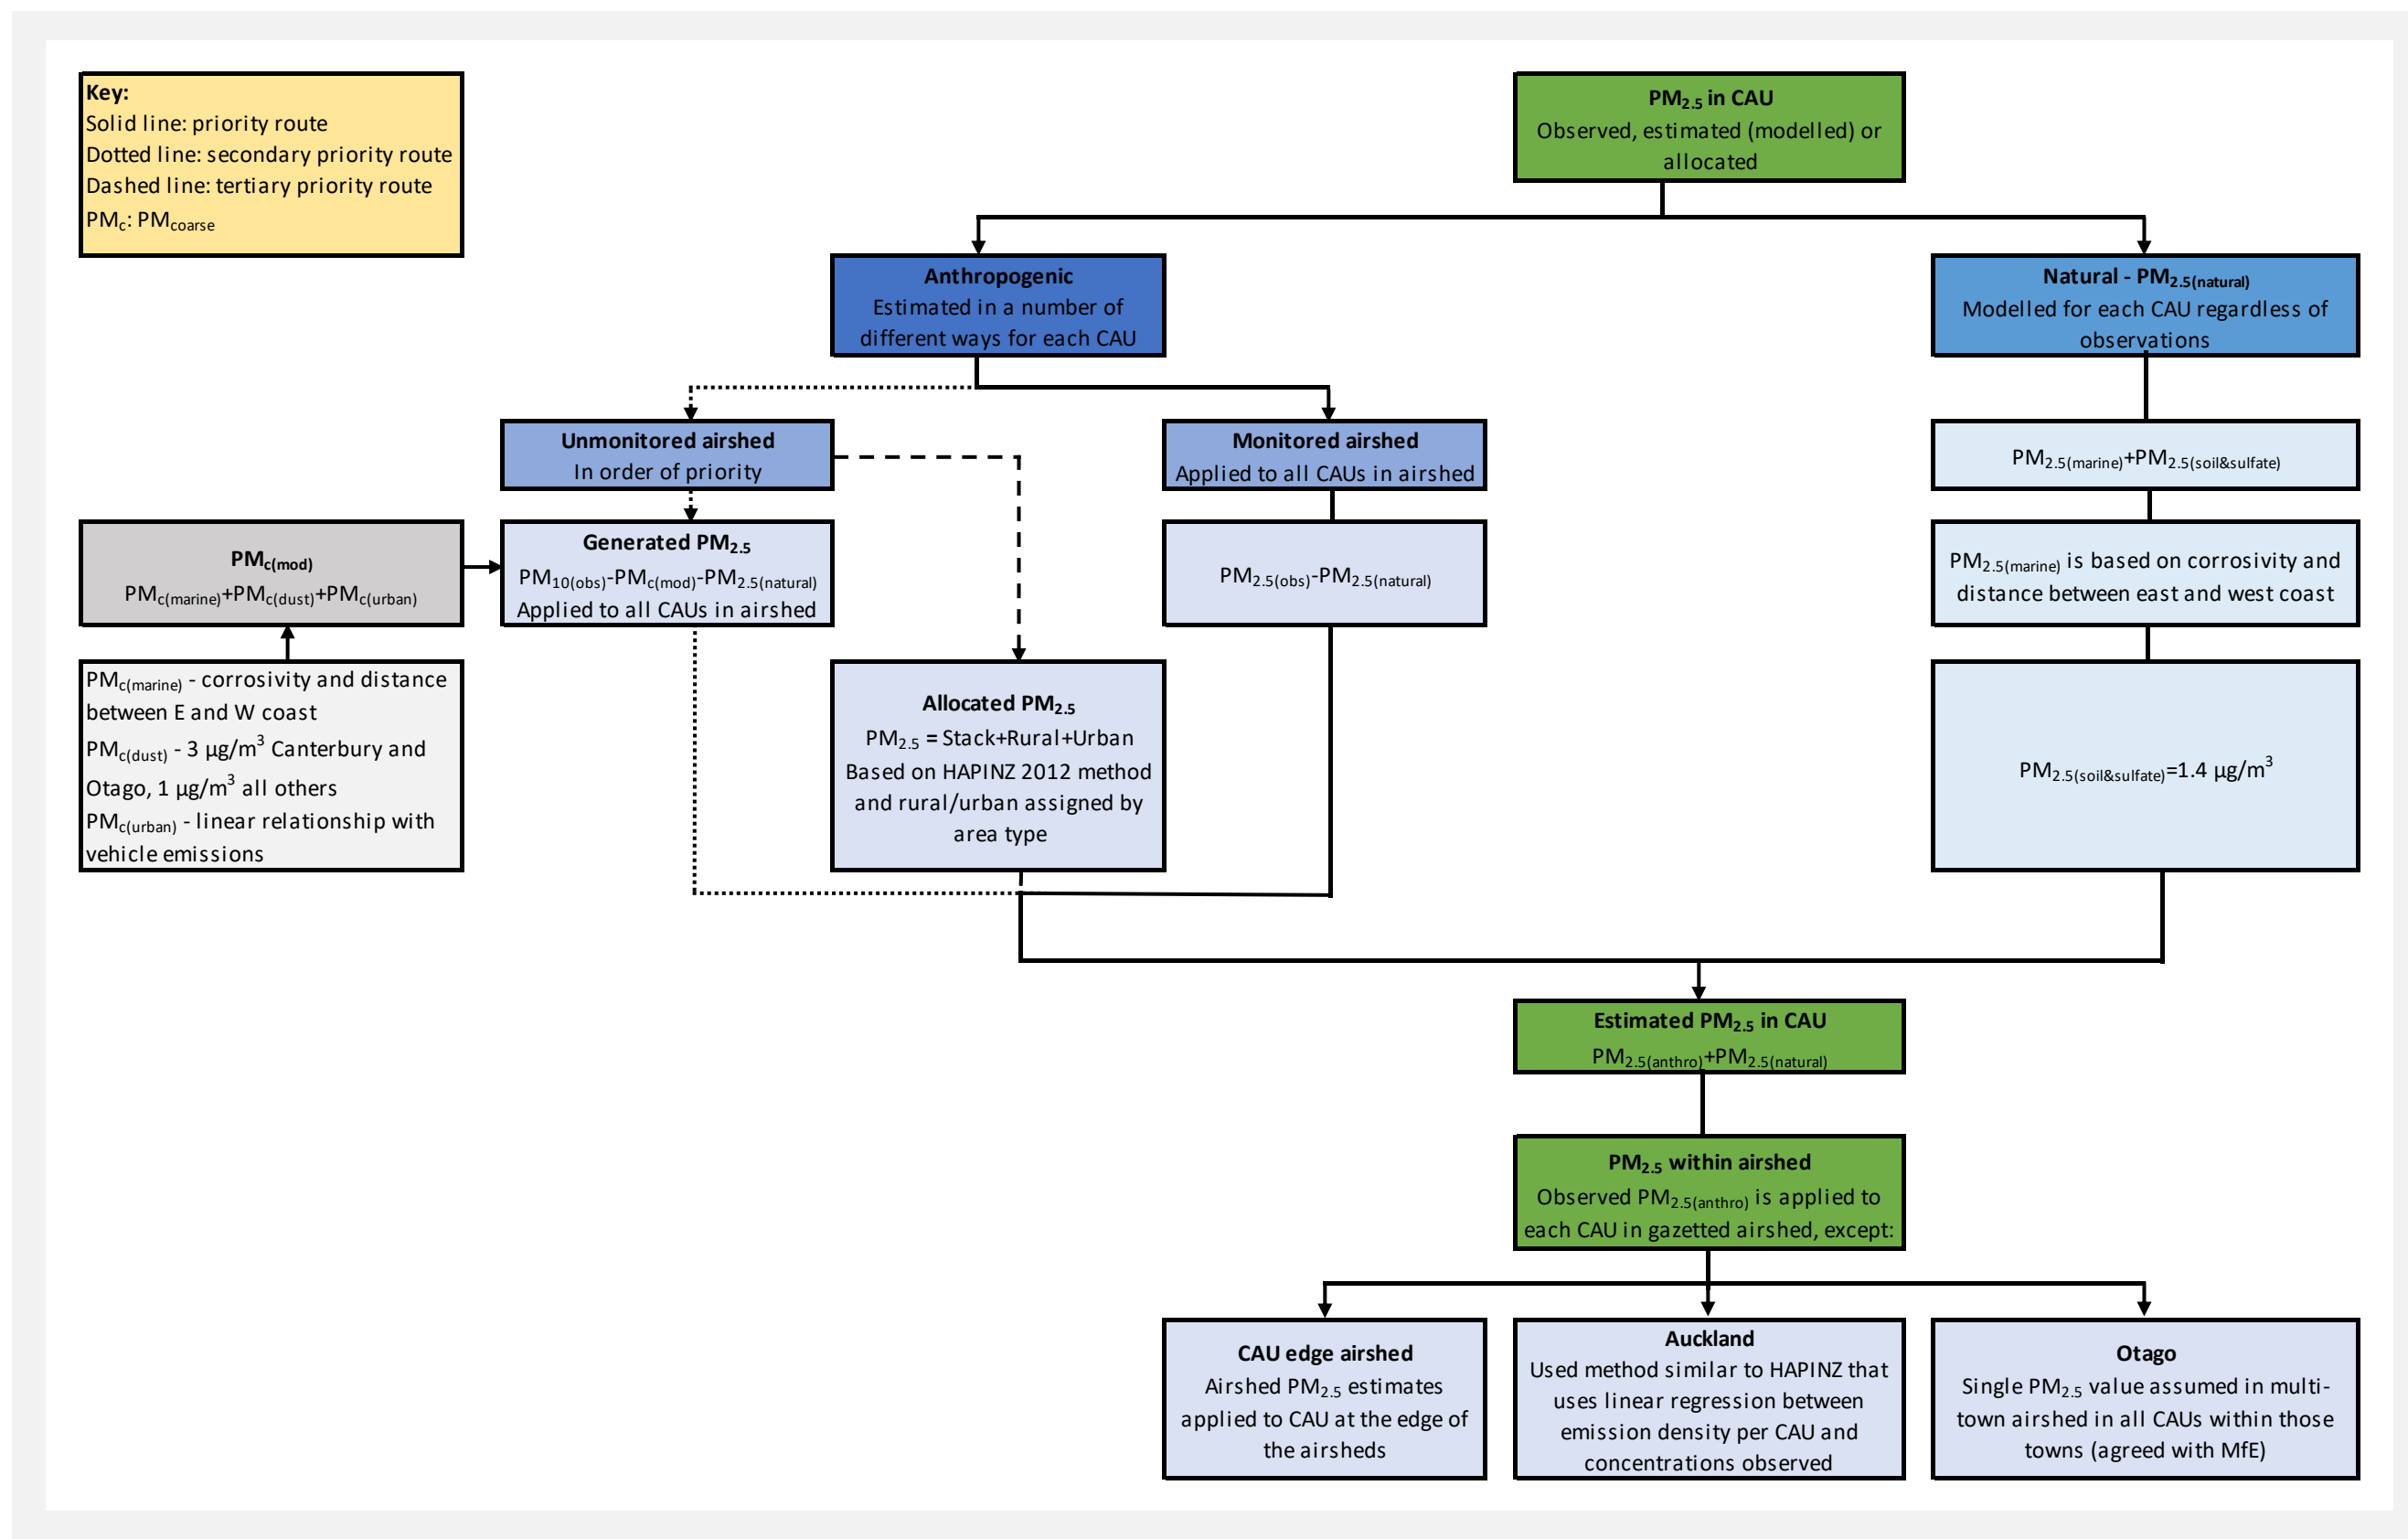 Key:
Solid line: priority route
Dotted line: secondary priority route
Dashed line: tertiary priority route
PMc: PMcoarse
PM2.5 in CAU
Observed, estimated (modelled) or
allocated
Anthropogenic
Estimated in a number of
different ways for each CAU
Natural - PM2.5(natural)
Modelled for each CAU regardless of
observations
Unmonitored airshed
In order of priority
Monitored airshed
Applied to all CAUs in airshed
PM2.5(marine)+PM2.5(soil&sulfate)
PMc(mod)
PMc(marine)+PMc(dust)+PMc(urban)
Generated PM2.5
PM10(obs)-PMc(mod)-PM2.5(natural)
Applied to all CAUs in airshed
PM2.5(obs)-PM2.5(natural)
PM2.5(marine) is based on corrosivity and
distance between east and west coast
PMc(marine) - corrosivity and distance
between E and W coast
PMc(dust) - 3 µg/m³ Canterbury and
Otago, 1 µg/m³ all others
PMc(urban) - linear relationship with
vehicle emissions
Allocated PM2.5
PM2.5 = Stack+Rural+Urban
Based on HAPINZ 2012 method
and rural/urban assigned by
area type
PM2.5(soil&sulfate)=1.4 µg/m³
Estimated PM2.5 in CAU
PM2.5(anthro)+PM2.5(natural)
PM2.5 within airshed
Observed PM2.5(anthro) is applied to
each CAU in gazetted airshed, except:
CAU edge airshed
Airshed PM2.5 estimates
applied to CAU at the edge of
the airsheds
Auckland
Used method similar to HAPINZ that
uses linear regression between
emission density per CAU and
concentrations observed
Otago
Single PM2.5 value assumed in multi-
town airshed in all CAUs within those
towns (agreed with MfE)